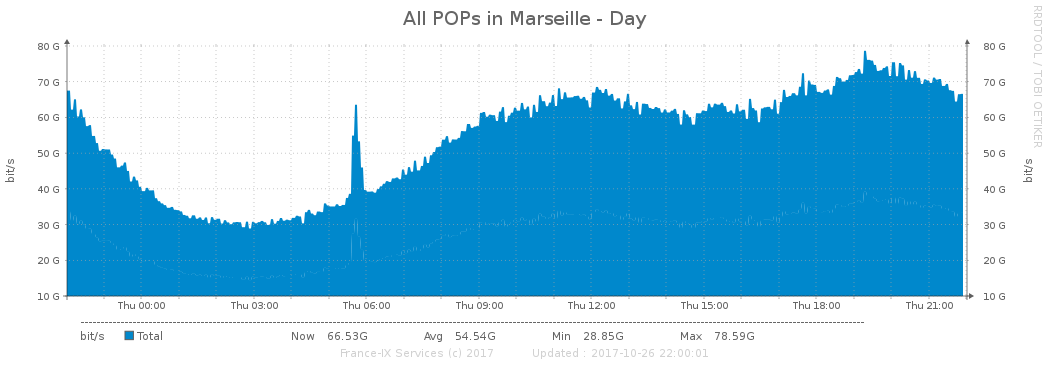 All POPs in Marseille - Day
RRDTOOL / TOBI OETIKER
80 G 80 G
70 G 70 G
60 G 60 G
50 G 50 G
40 G 40 G
30 G 30 G
20 G 20 G
10 G 10 G
bit/s bit/s
Thu 00:00 Thu 03:00 Thu 06:00 Thu 09:00 Thu 12:00 Thu 15:00 Thu 18:00 Thu 21:00
bit/s Total Now 66.53G Avg 54.54G Min 28.85G Max 78.59G
France-IX Services (c) 2017 Updated : 2017-10-26 22:00:01